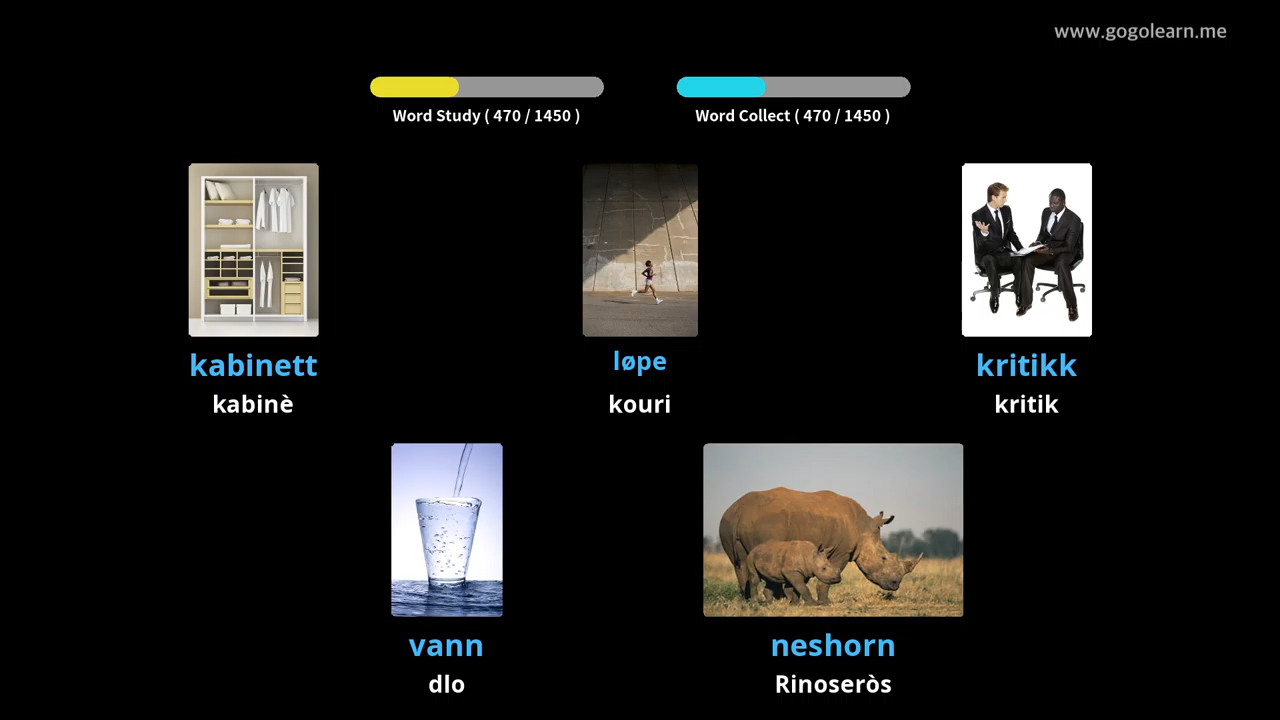 www.gogolearn.me
Word Study ( 470 / 1450 )
Word Collect ( 470 / 1450 )
kabinett
kabinè
løpe
kouri
kritikk
kritik
vann
dlo
neshorn
Rinoseròs